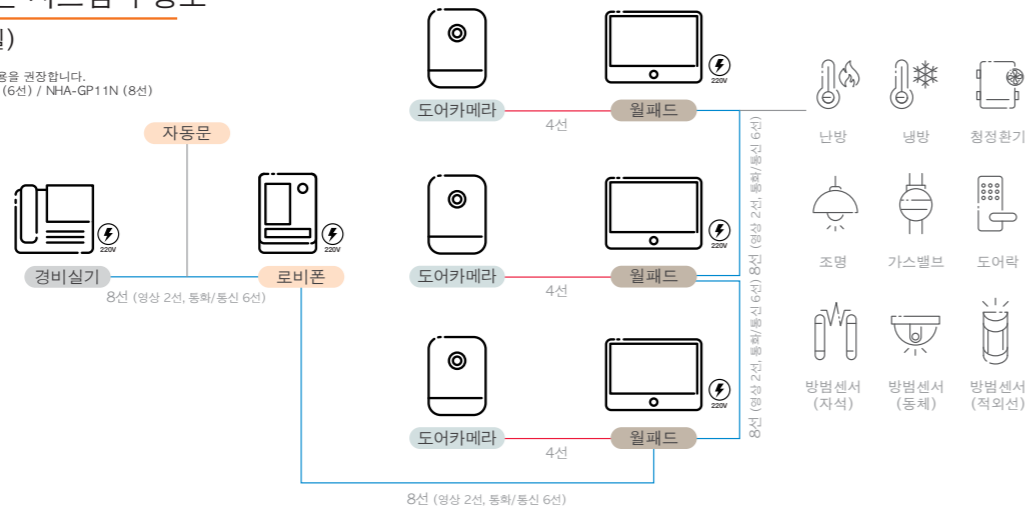 일)
용을 권장합니다.
(6선) / NHA-GP11N (8선)
자동문
220V
경비실기
220V
로비폰
8선 (영상 2선, 통화/통신 6선)
220V
도어카메라
4선
월패드
220V
도어카메라
4선
월패드
220V
도어카메라
4선
월패드
8선 (영상 2선, 통화/통신 6선)
8선 (영상 2선, 통화/통신 6선)
8선 (영상 2선, 통화/통신 6선)
난방
냉방
청정환기
조명
가스밸브
도어락
방범센서
(자석)
방범센서
(동체)
방범센서
(적외선)